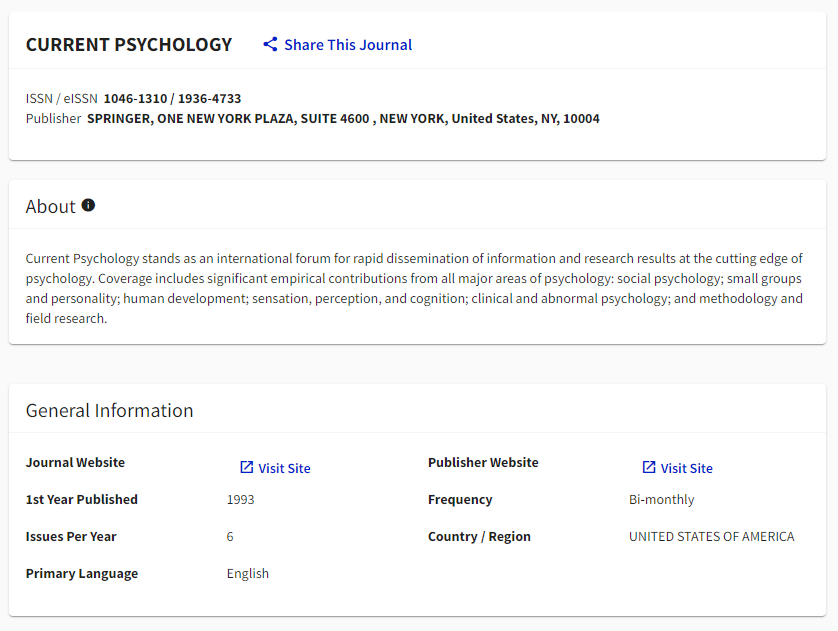 CURRENT PSYCHOLOGY Share This Journal
ISSN / eISSN 1046-1310 / 1936-4733
Publisher SPRINGER, ONE NEW YORK PLAZA, SUITE 4600 , NEW YORK, United States, NY, 10004
About
Current Psychology stands as an international forum for rapid dissemination of information and research results at the cutting edge of
psychology. Coverage includes significant empirical contributions from all major areas of psychology: social psychology; small groups
and personality; human development; sensation, perception, and cognition; clinical and abnormal psychology; and methodology and
field research.
General Information
Journal Website Visit Site Publisher Website Visit Site
1st Year Published 1993 Frequency Bi-monthly
Issues Per Year 6 Country / Region UNITED STATES OF AMERICA
Primary Language English